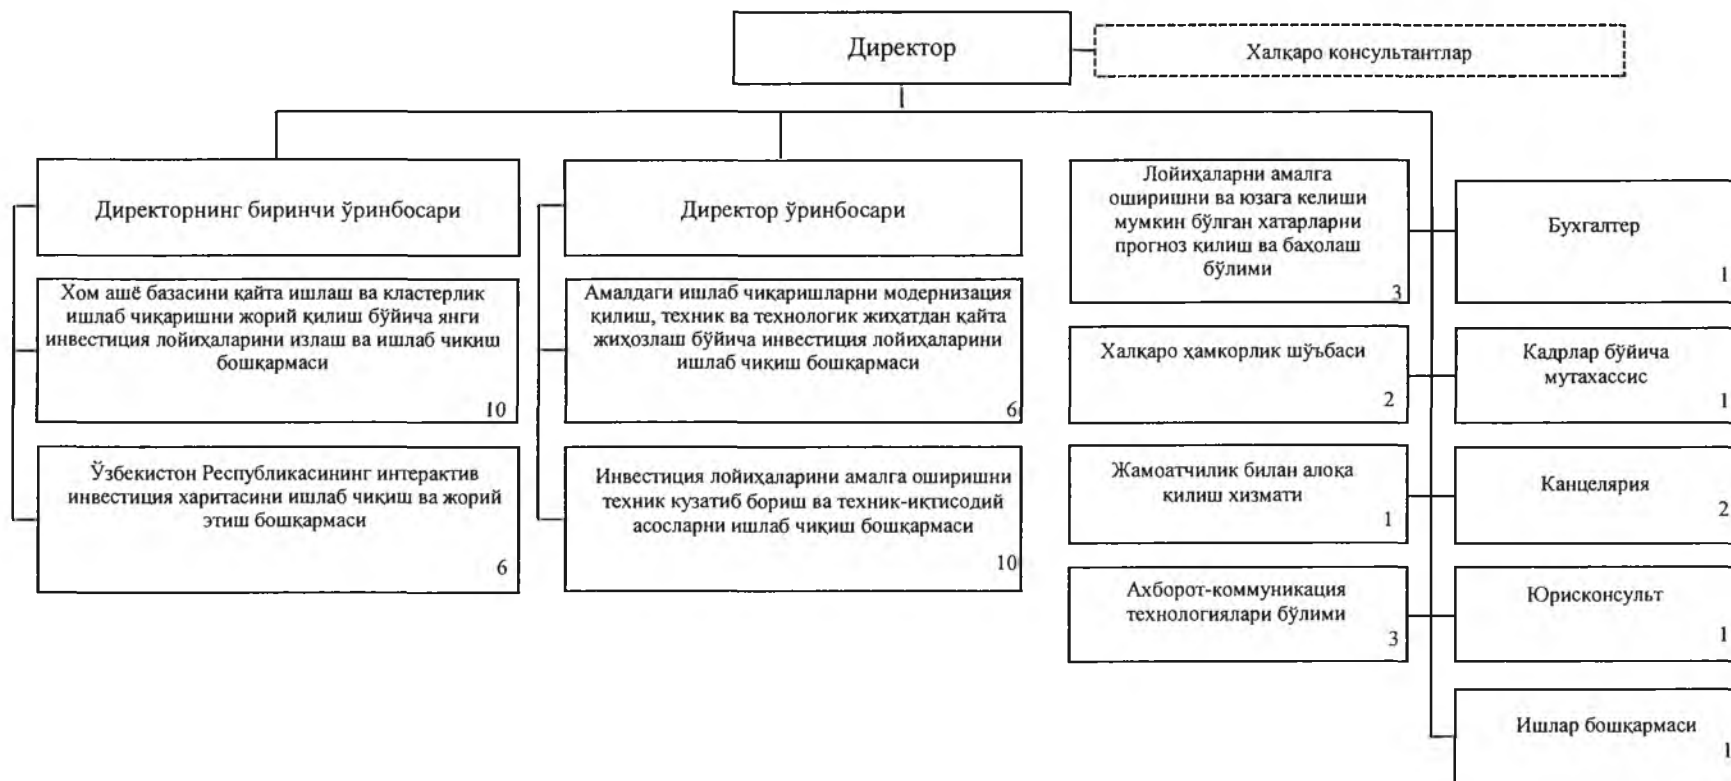 Директор
Халқаро консультантлар
Директорнинг биринчи ўринбосари
Хом ашё базасини қайта ишлаш ва кластерлик
ишлаб чиқаришни жорий қилиш бўйича янги
инвестиция лойиҳаларини излаш ва ишлаб чиқиш
бошқармаси
10
Ўзбекистон Республикасининг интерактив
инвестиция харитасини ишлаб чиқиш ва жорий
этиш бошқармаси
6
Директор ўринбосари
Амалдаги ишлаб чиқаришларни модернизация
қилиш, техник ва технологик жиҳатдан қайта
жиҳозлаш бўйича инвестиция лойиҳаларини
ишлаб чиқиш бошқармаси
6
Инвестиция лойиҳаларини амалга оширишни
техник кузатиб бориш ва техник-иқтисодий
асосларни ишлаб чиқиш бошқармаси
10
Лойиҳаларни амалга
оширишни ва юзага келиши
мумкин бўлган хатарларни
прогноз қилиш ва баҳолаш
бўлими
3
Халқаро ҳамкорлик шўъбаси
2
Жамоатчилик билан алоқа
қилиш хизмати
1
Ахборот-коммуникация
технологиялари бўлими
3
Бухгалтер
1
Кадрлар бўйича
мутахассис
1
Канцелярия
2
Юрисконсульт
1
Ишлар бошқармаси
1